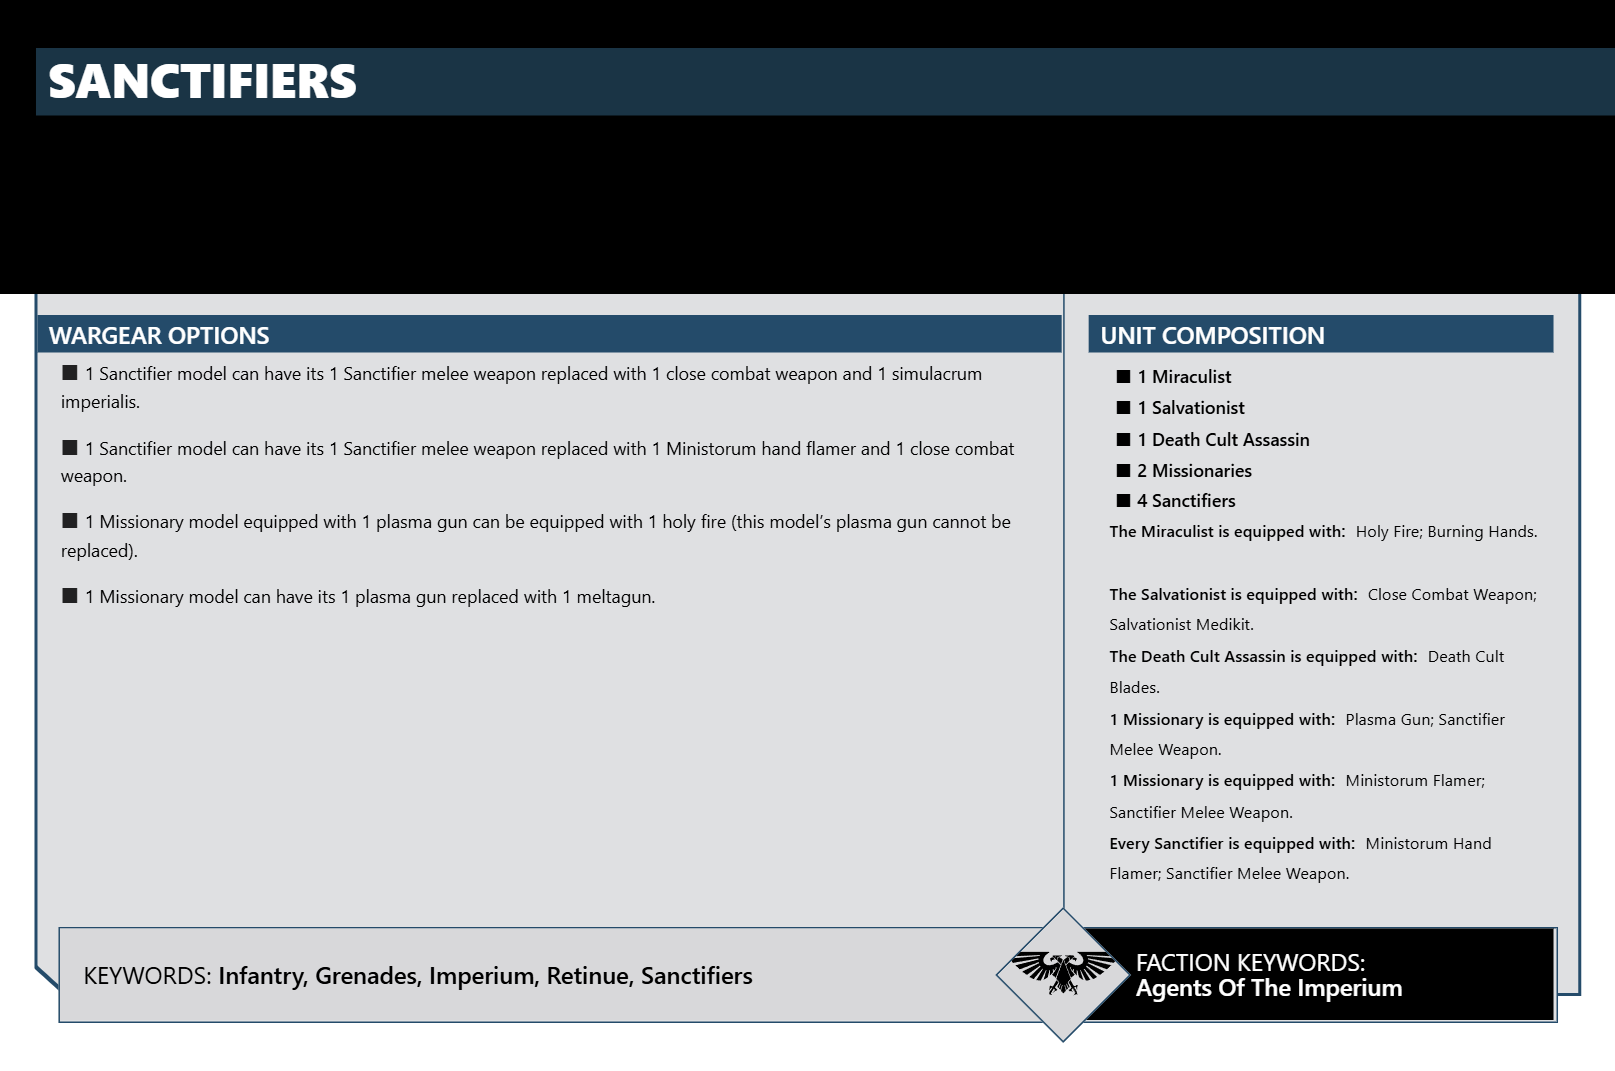 SANCTIFIERS
WARGEAR OPTIONS
■ 1 Sanctifier model can have its 1 Sanctifier melee weapon replaced with 1 close combat weapon and 1 simulacrum
imperialis.
■ 1 Sanctifier model can have its 1 Sanctifier melee weapon replaced with 1 Ministorum hand flamer and 1 close combat
weapon.
■ 1 Missionary model equipped with 1 plasma gun can be equipped with 1 holy fire (this model’s plasma gun cannot be
replaced).
■ 1 Missionary model can have its 1 plasma gun replaced with 1 meltagun.
UNIT COMPOSITION
■ 1 Miraculist
■ 1 Salvationist
■ 1 Death Cult Assassin
■ 2 Missionaries
■ 4 Sanctifiers
The Miraculist is equipped with: Holy Fire; Burning Hands.
The Salvationist is equipped with: Close Combat Weapon;
Salvationist Medikit.
The Death Cult Assassin is equipped with: Death Cult
Blades.
1 Missionary is equipped with: Plasma Gun; Sanctifier
Melee Weapon.
1 Missionary is equipped with: Ministorum Flamer;
Sanctifier Melee Weapon.
Every Sanctifier is equipped with: Ministorum Hand
Flamer; Sanctifier Melee Weapon.
KEYWORDS: Infantry, Grenades, Imperium, Retinue, Sanctifiers
FACTION KEYWORDS:
Agents Of The Imperium